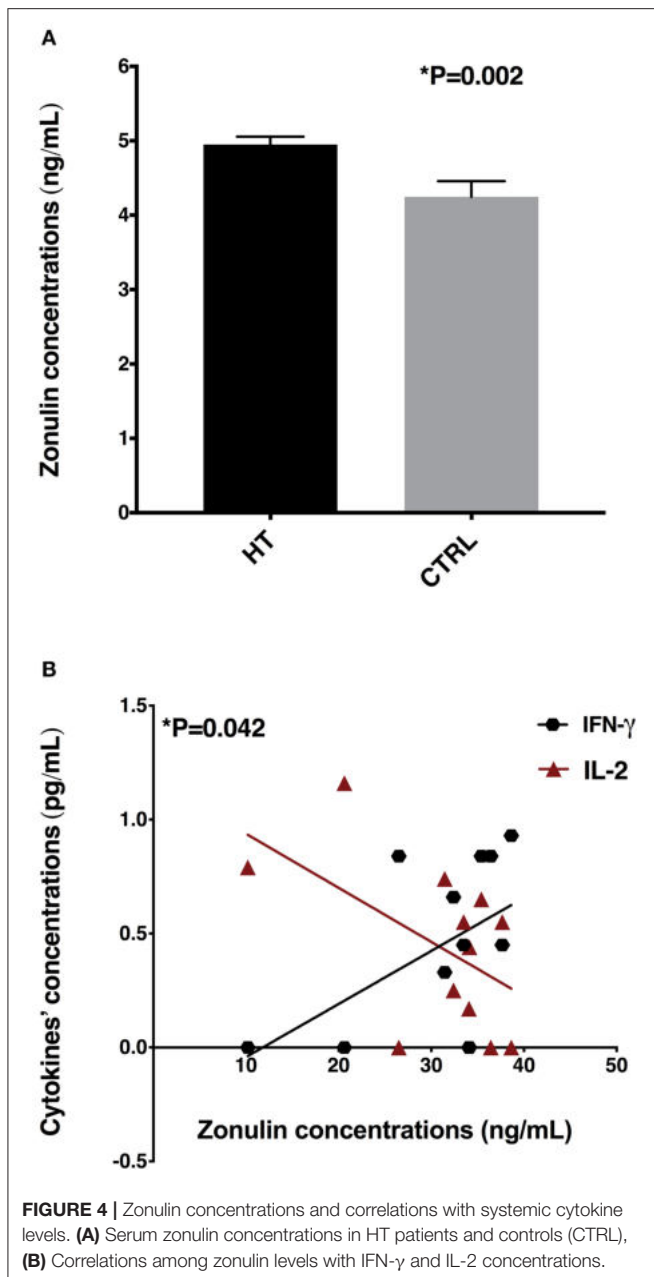 A
*P=0.002
Zonulin concentrations (ng/mL)
6
5
4
3
2
1
0
HT
CTRL
B
*P=0.042
IFN-γ
IL-2
Cytokines' concentrations (pg/mL)
1.5
1.0
0.5
0.0
-0.5
10
20
30
40
50
Zonulin concentrations (ng/mL)
FIGURE 4 | Zonulin concentrations and correlations with systemic cytokine
levels. (A) Serum zonulin concentrations in HT patients and controls (CTRL),
(B) Correlations among zonulin levels with IFN-γ and IL-2 concentrations.